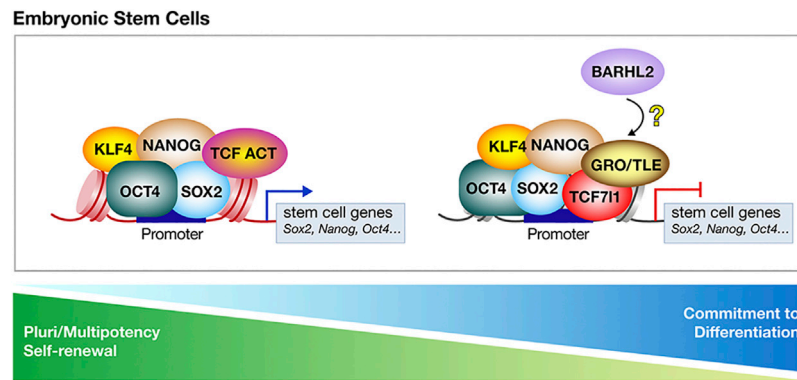 Embryonic Stem Cells
BARHL2
?
KLF4
NANOG
TCF ACT
OCT4
SOX2
stem cell genes
Sox2, Nanog, Oct4...
Promoter
KLF4
NANOG
GRO/TLE
OCT4
SOX2
TCF7l1
stem cell genes
Sox2, Nanog, Oct4...
Promoter
Pluri/Multipotency
Self-renewal
Commitment to
Differentiation